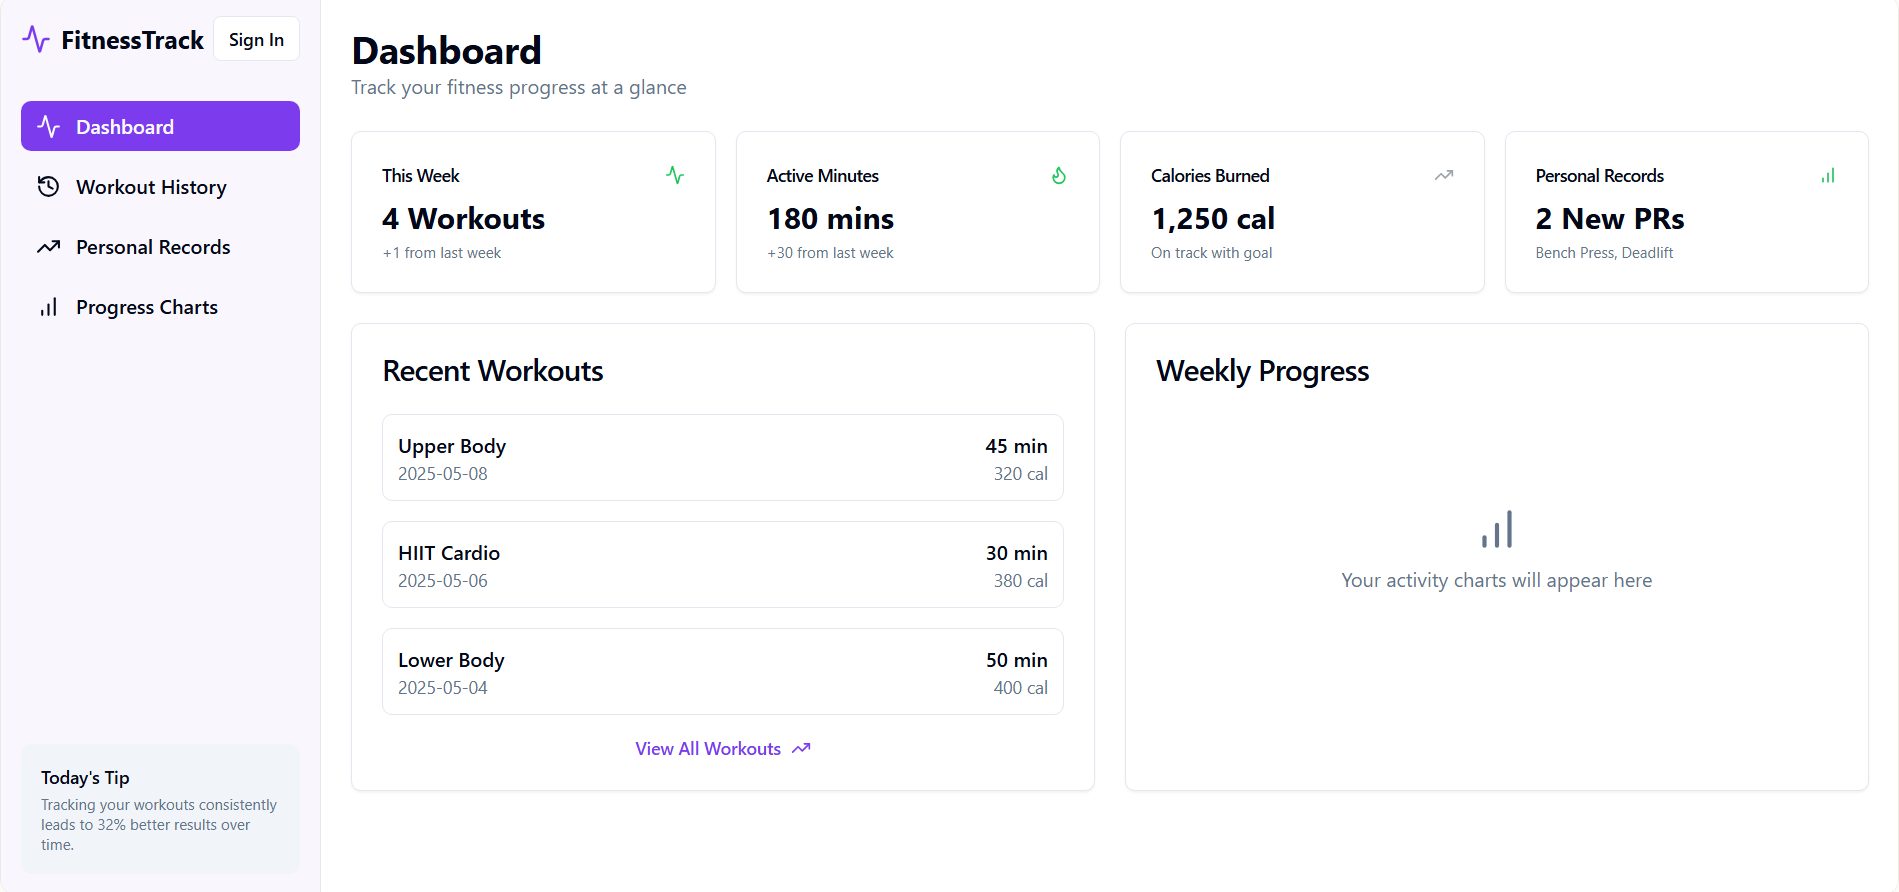 FitnessTrack
Sign In
Dashboard
Workout History
Personal Records
Progress Charts
Today's Tip
Tracking your workouts consistently
leads to 32% better results over
time.
Dashboard
Track your fitness progress at a glance
This Week
4 Workouts
+1 from last week
Active Minutes
180 mins
+30 from last week
Calories Burned
1,250 cal
On track with goal
Personal Records
2 New PRs
Bench Press, Deadlift
Recent Workouts
Upper Body
45 min
2025-05-08
320 cal
HIIT Cardio
30 min
2025-05-06
380 cal
Lower Body
50 min
2025-05-04
400 cal
View All Workouts
Weekly Progress
Your activity charts will appear here